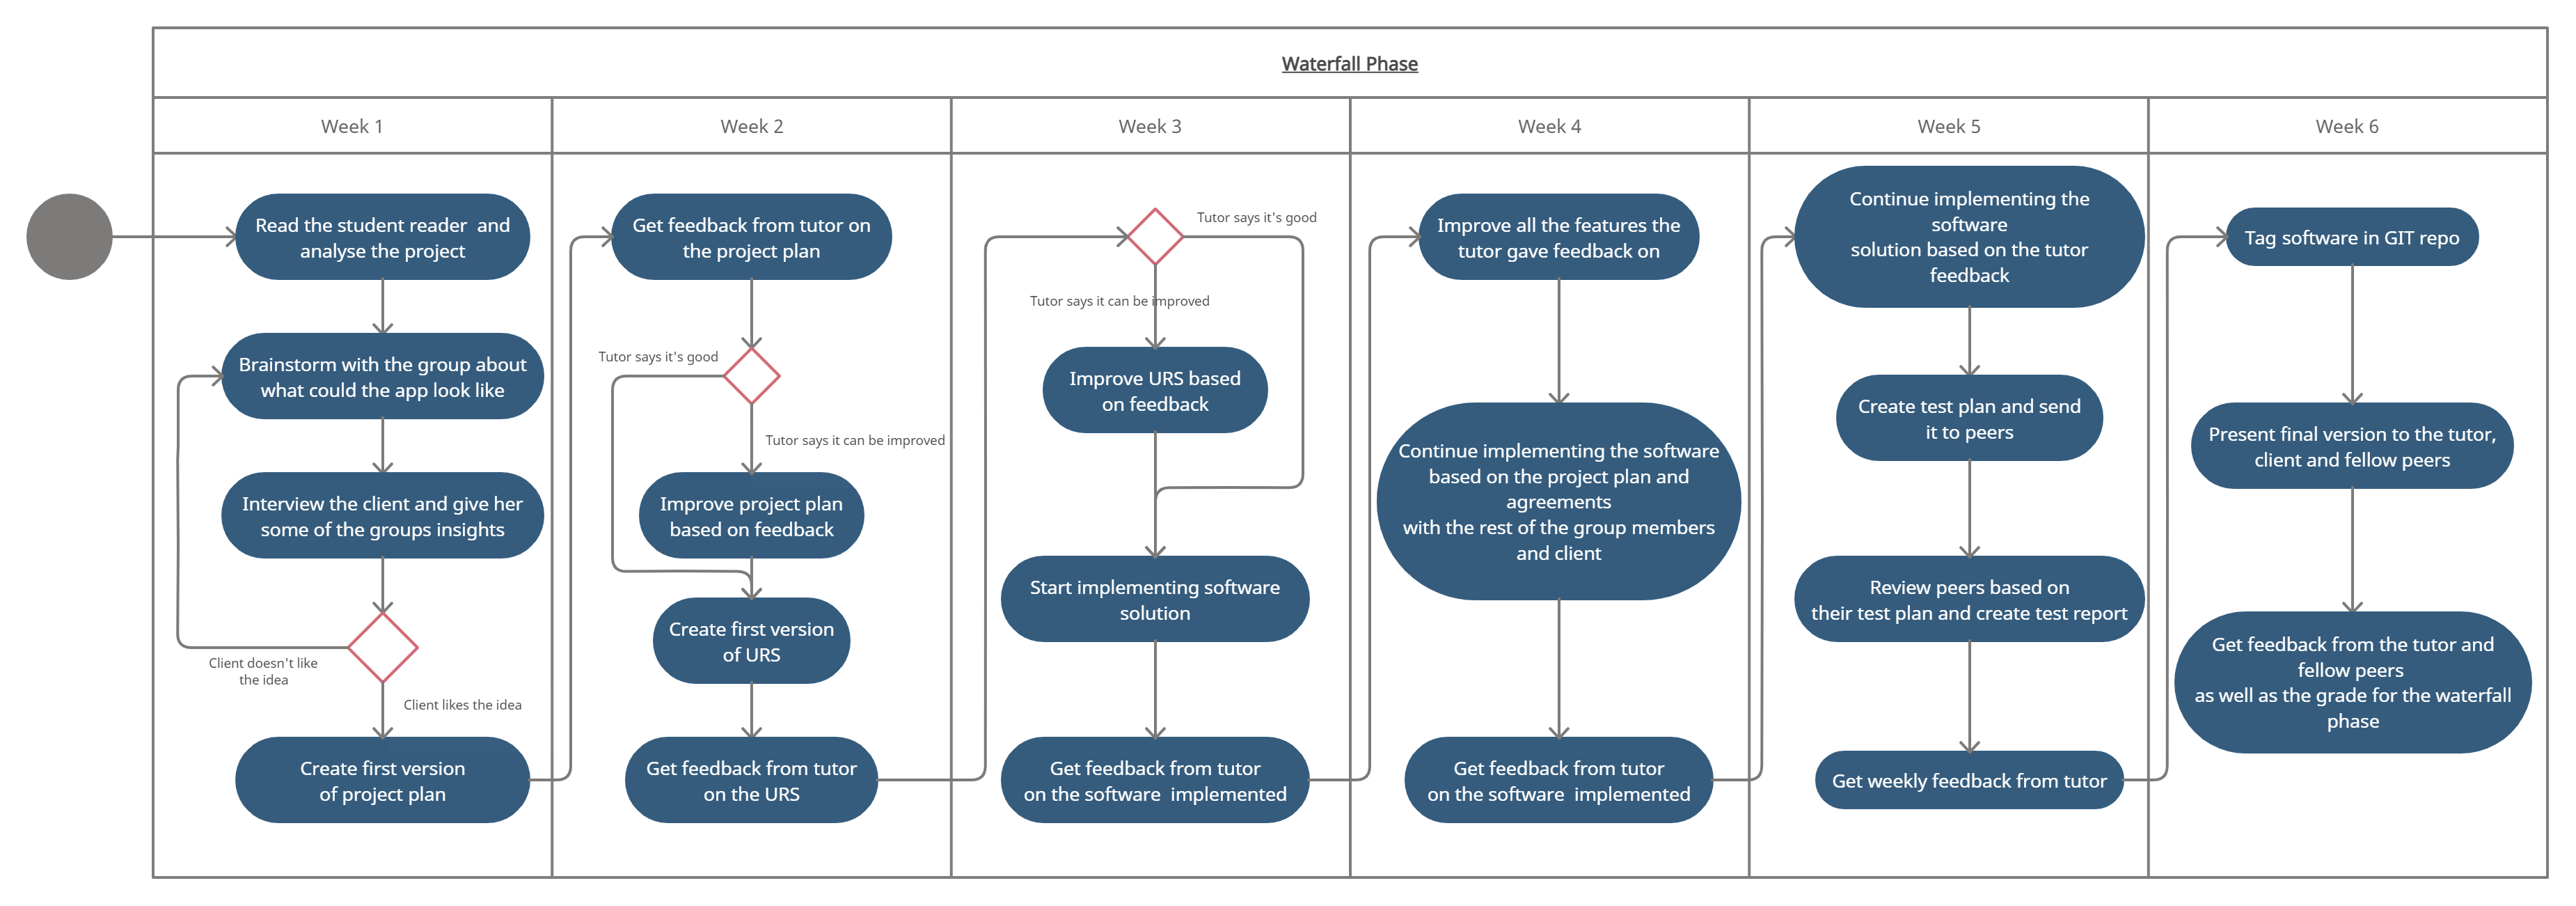 Waterfall Phase
Week 1
Week 2
Week 3
Week 4
Week 5
Week 6
Read the student reader and
analyse the project
Brainstorm with the group about
what could the app look like
Interview the client and give her
some of the groups insights
Client doesn't like
the idea
Client likes the idea
Create first version
of project plan
Get feedback from tutor on
the project plan
Tutor says it's good
Tutor says it can be improved
Improve project plan
based on feedback
Create first version
of URS
Get feedback from tutor
on the URS
Tutor says it's good
Tutor says it can be improved
Improve URS based
on feedback
Start implementing software
solution
Get feedback from tutor
on the software implemented
Improve all the features the
tutor gave feedback on
Continue implementing the software
based on the project plan and
agreements
with the rest of the group members
and client
Get feedback from tutor
on the software implemented
Continue implementing the
software
solution based on the tutor
feedback
Create test plan and send
it to peers
Review peers based on
their test plan and create test report
Get weekly feedback from tutor
Tag software in GIT repo
Present final version to the tutor,
client and fellow peers
Get feedback from the tutor and
fellow peers
as well as the grade for the waterfall
phase